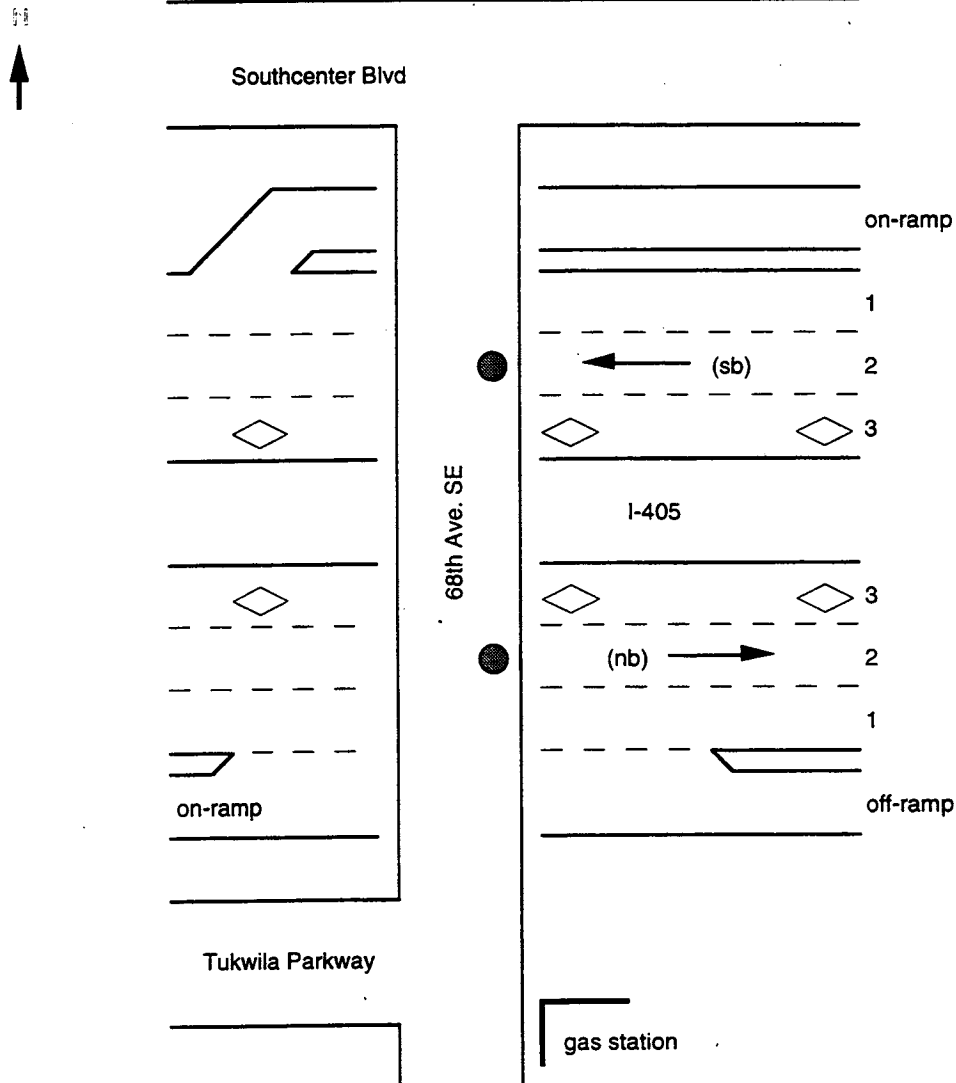 N
Southcenter Blvd
on-ramp
1
(sb)
2
3
68th Ave. SE
I-405
3
(nb)
2
1
on-ramp
off-ramp
Tukwila Parkway
gas station